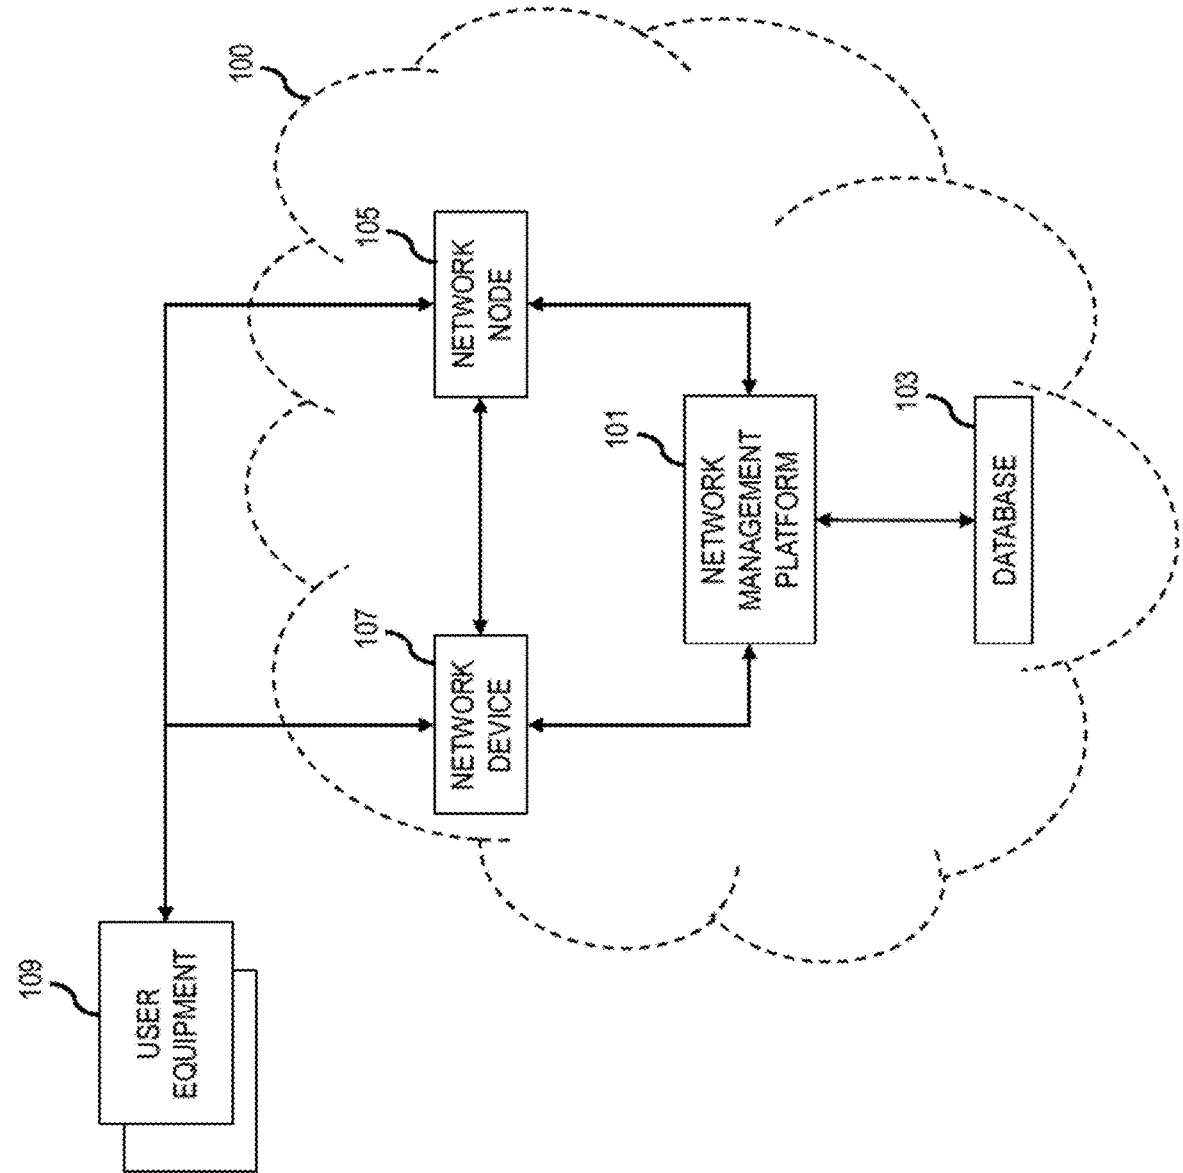 109
USER
EQUIPMENT
100
107
NETWORK
DEVICE
105
NETWORK
NODE
101
NETWORK
MANAGEMENT
PLATFORM
103
DATABASE